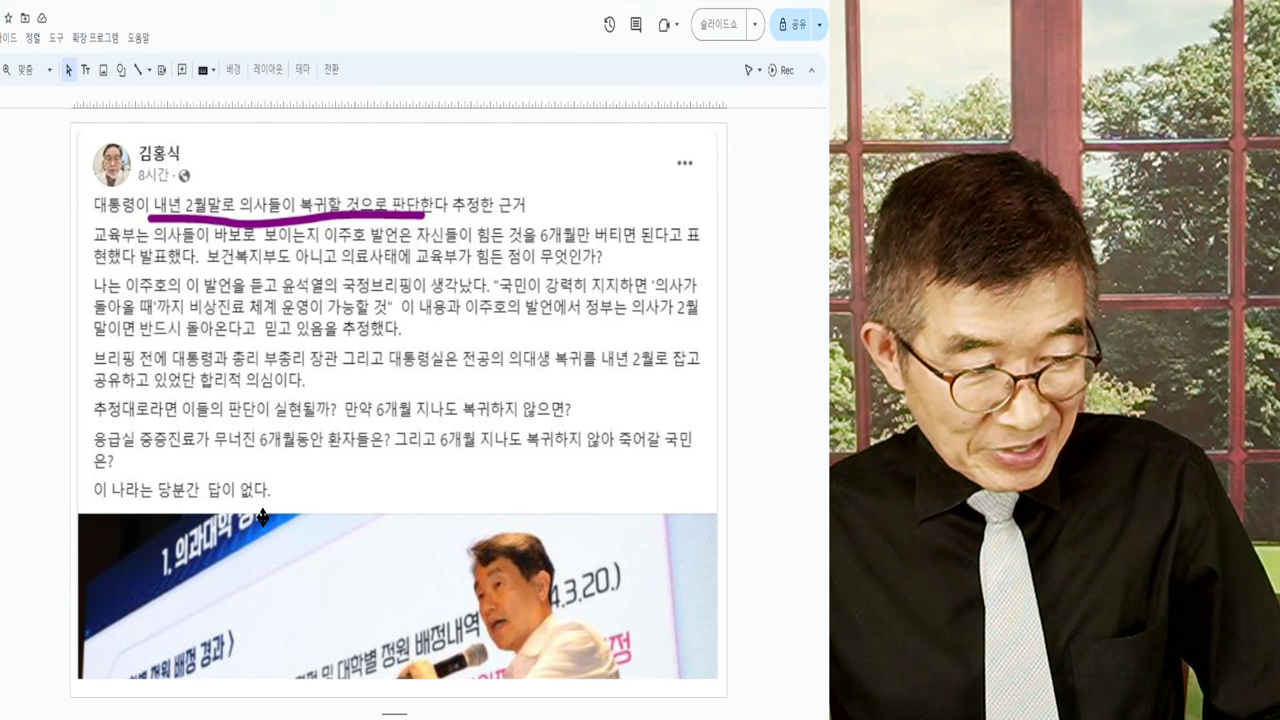 슬라이드쇼
공유
이드 정렬 도구 확장 프로그램 도움말
맞춤
배경 레이아웃 테마 전환
Rec
김홍식
8시간 ·
대통령이 내년 2월말로 의사들이 복귀할 것으로 판단한다 추정한 근거
교육부는 의사들이 바보로 보이는지 이주호 발언은 자신들이 힘든 것을 6개월만 버티면 된다고 표
현했다 발표했다. 보건복지부도 아니고 의료사태에 교육부가 힘든 점이 무엇인가?
나는 이주호의 이 발언을 듣고 윤석열의 국정브리핑이 생각났다. "국민이 강력히 지지하면 '의사가
돌아올 때'까지 비상진료 체계 운영이 가능할 것" 이 내용과 이주호의 발언에서 정부는 의사가 2월
말이면 반드시 돌아온다고 믿고 있음을 추정했다.
브리핑 전에 대통령과 총리 부총리 장관 그리고 대통령실은 전공의 의대생 복귀를 내년 2월로 잡고
공유하고 있었단 합리적 의심이다.
추정대로라면 이들의 판단이 실현될까? 만약 6개월 지나도 복귀하지 않으면?
응급실 중증진료가 무너진 6개월동안 환자들은? 그리고 6개월 지나도 복귀하지 않아 죽어갈 국민
은?
이 나라는 당분간 답이 없다.
1. 의과대학
정원 배정 경과 》
및 대학별 정원 배정내역
4.3.20.)
정